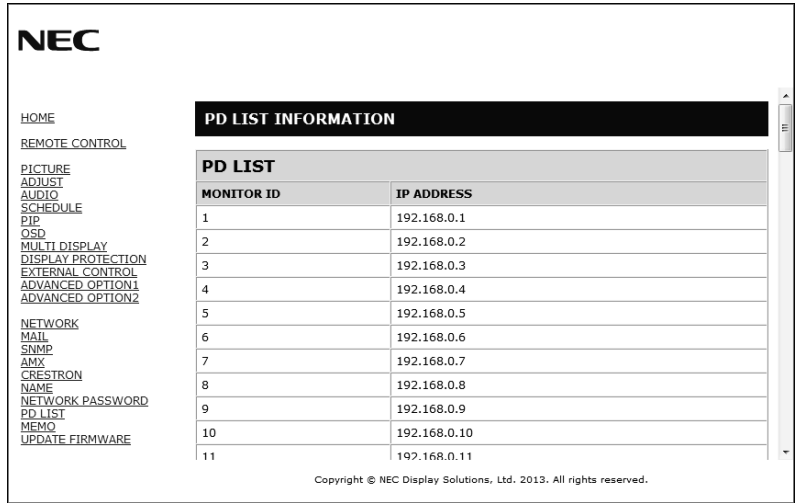 NEC
HOME
REMOTE CONTROL
PICTURE
ADJUST
AUDIO
SCHEDULE
PIP
OSD
MULTI DISPLAY
DISPLAY PROTECTION
EXTERNAL CONTROL
ADVANCED OPTION1
ADVANCED OPTION2
NETWORK
MAIL
SNMP
AMX
CRESTRON
NAME
NETWORK PASSWORD
PD LIST
MEMO
UPDATE FIRMWARE
PD LIST INFORMATION
PD LIST
MONITOR ID IP ADDRESS
1 192.168.0.1
2 192.168.0.2
3 192.168.0.3
4 192.168.0.4
5 192.168.0.5
6 192.168.0.6
7 192.168.0.7
8 192.168.0.8
9 192.168.0.9
10 192.168.0.10
11 192.168.0.11
Copyright © NEC Display Solutions, Ltd. 2013. All rights reserved.